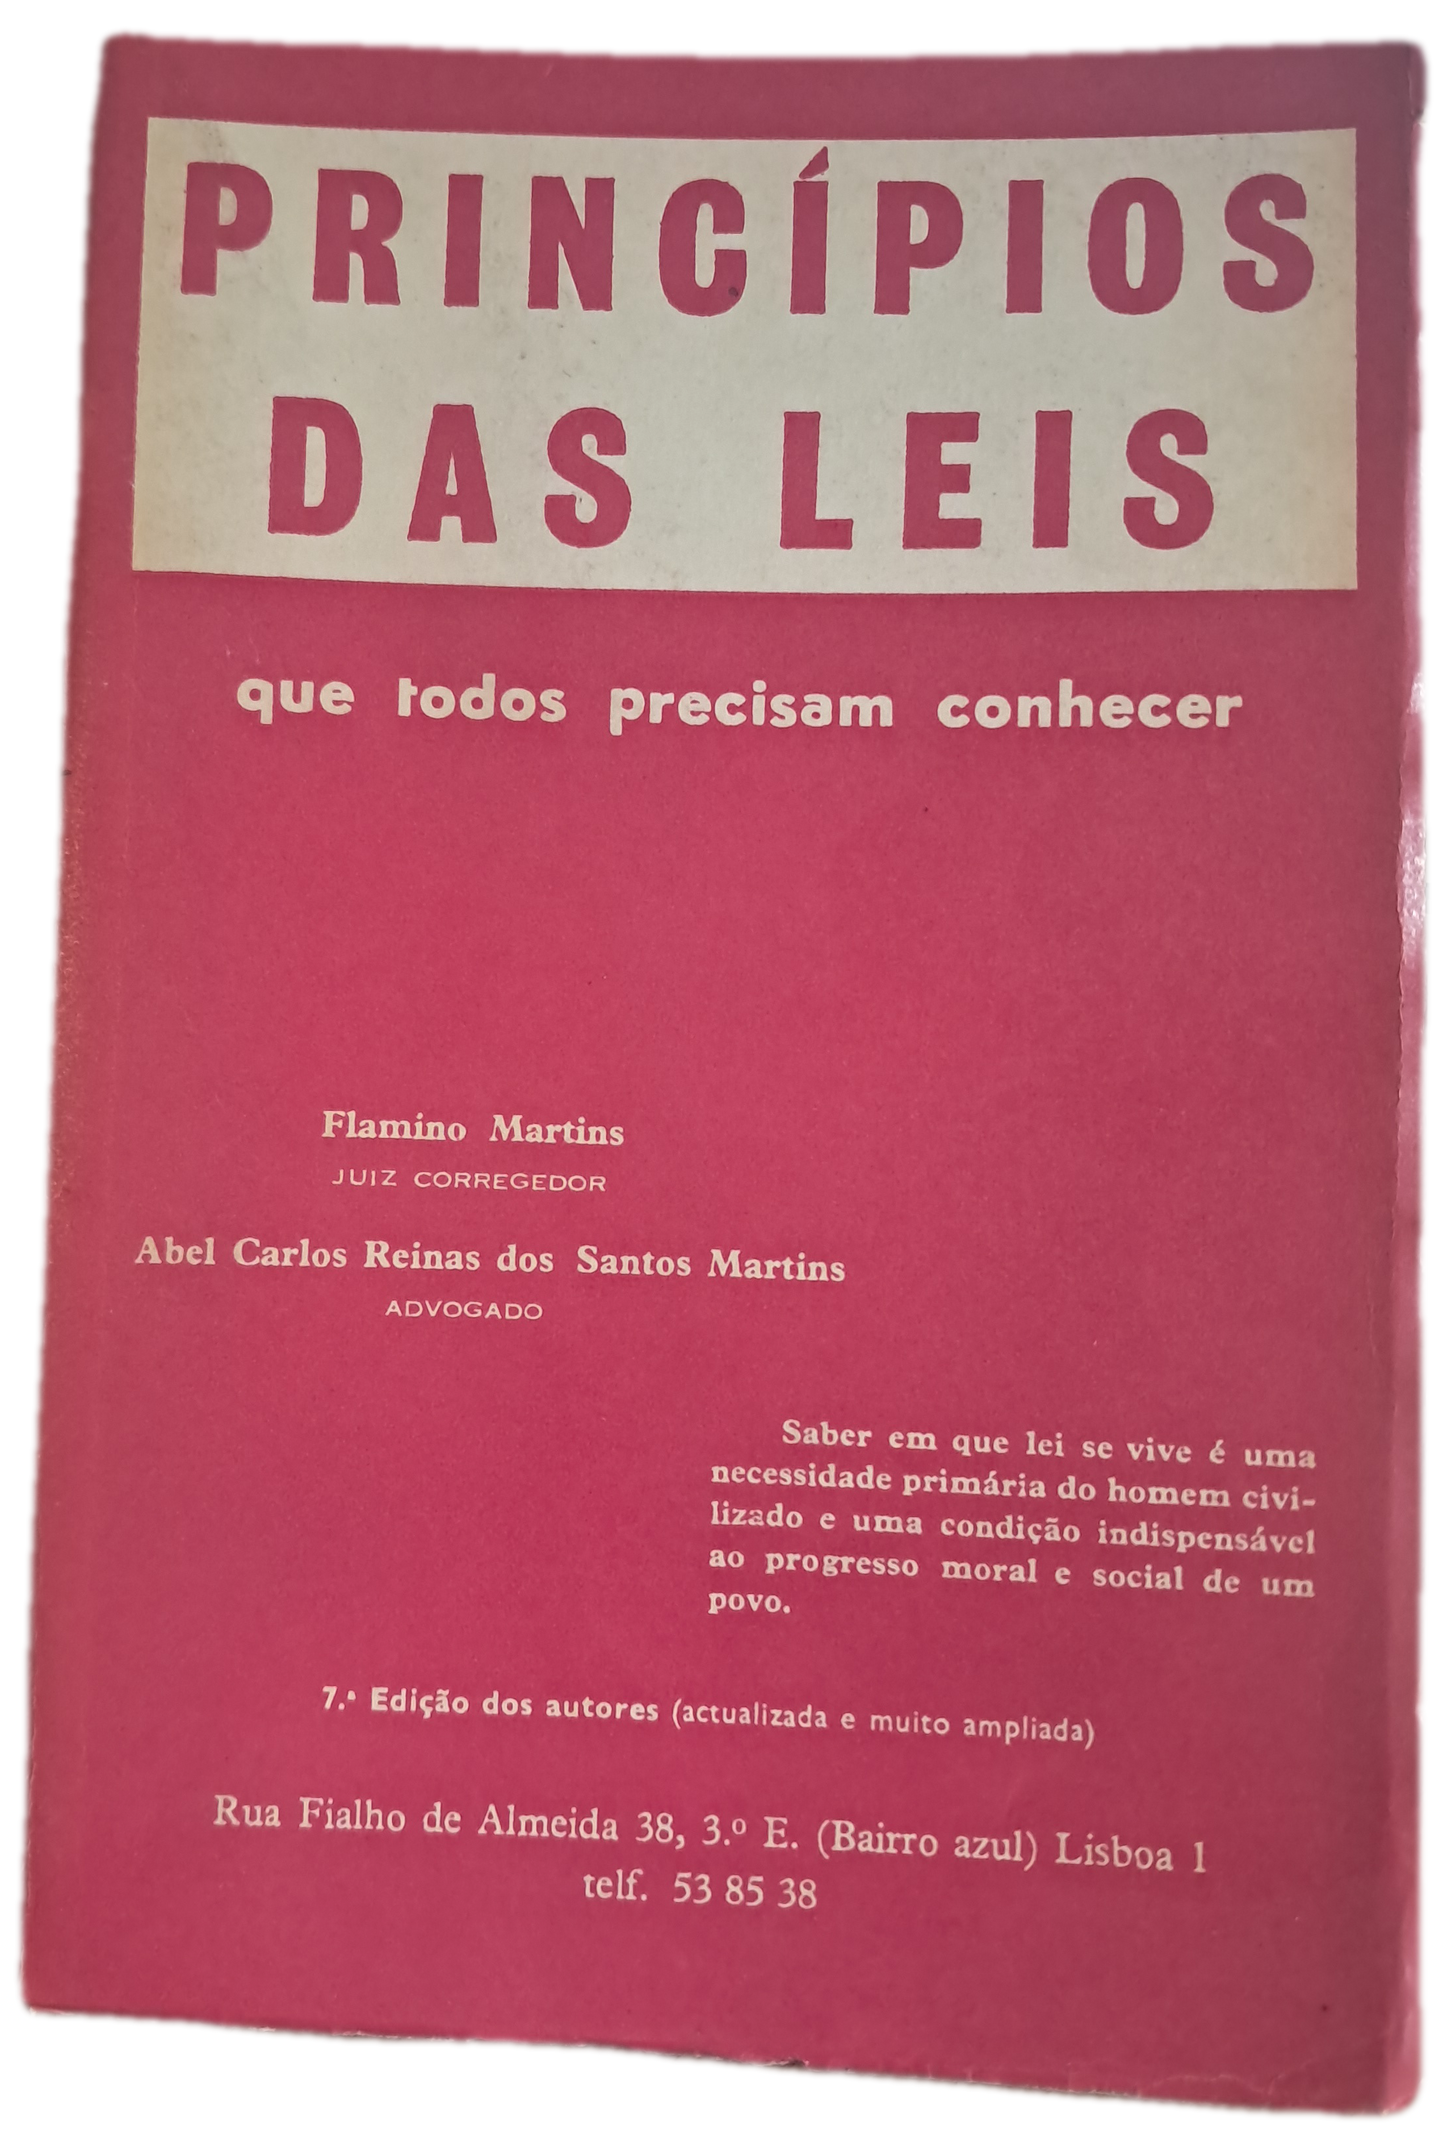 PRINCÍPIOS
DAS LEIS
que todos precisam conhecer
Flamino Martins
JUIZ CORREGEDOR
Abel Carlos Reinas dos Santos Martins
ADVOGADO
Saber em que lei se vive é uma
necessidade primária do homem civi-
lizado e uma condição indispensável
ao progresso moral e social de um
povo.
7.ª Edição dos autores (actualizada e muito ampliada)
Rua Fialho de Almeida 38, 3.º E. (Bairro azul) Lisboa 1
telf. 53 85 38